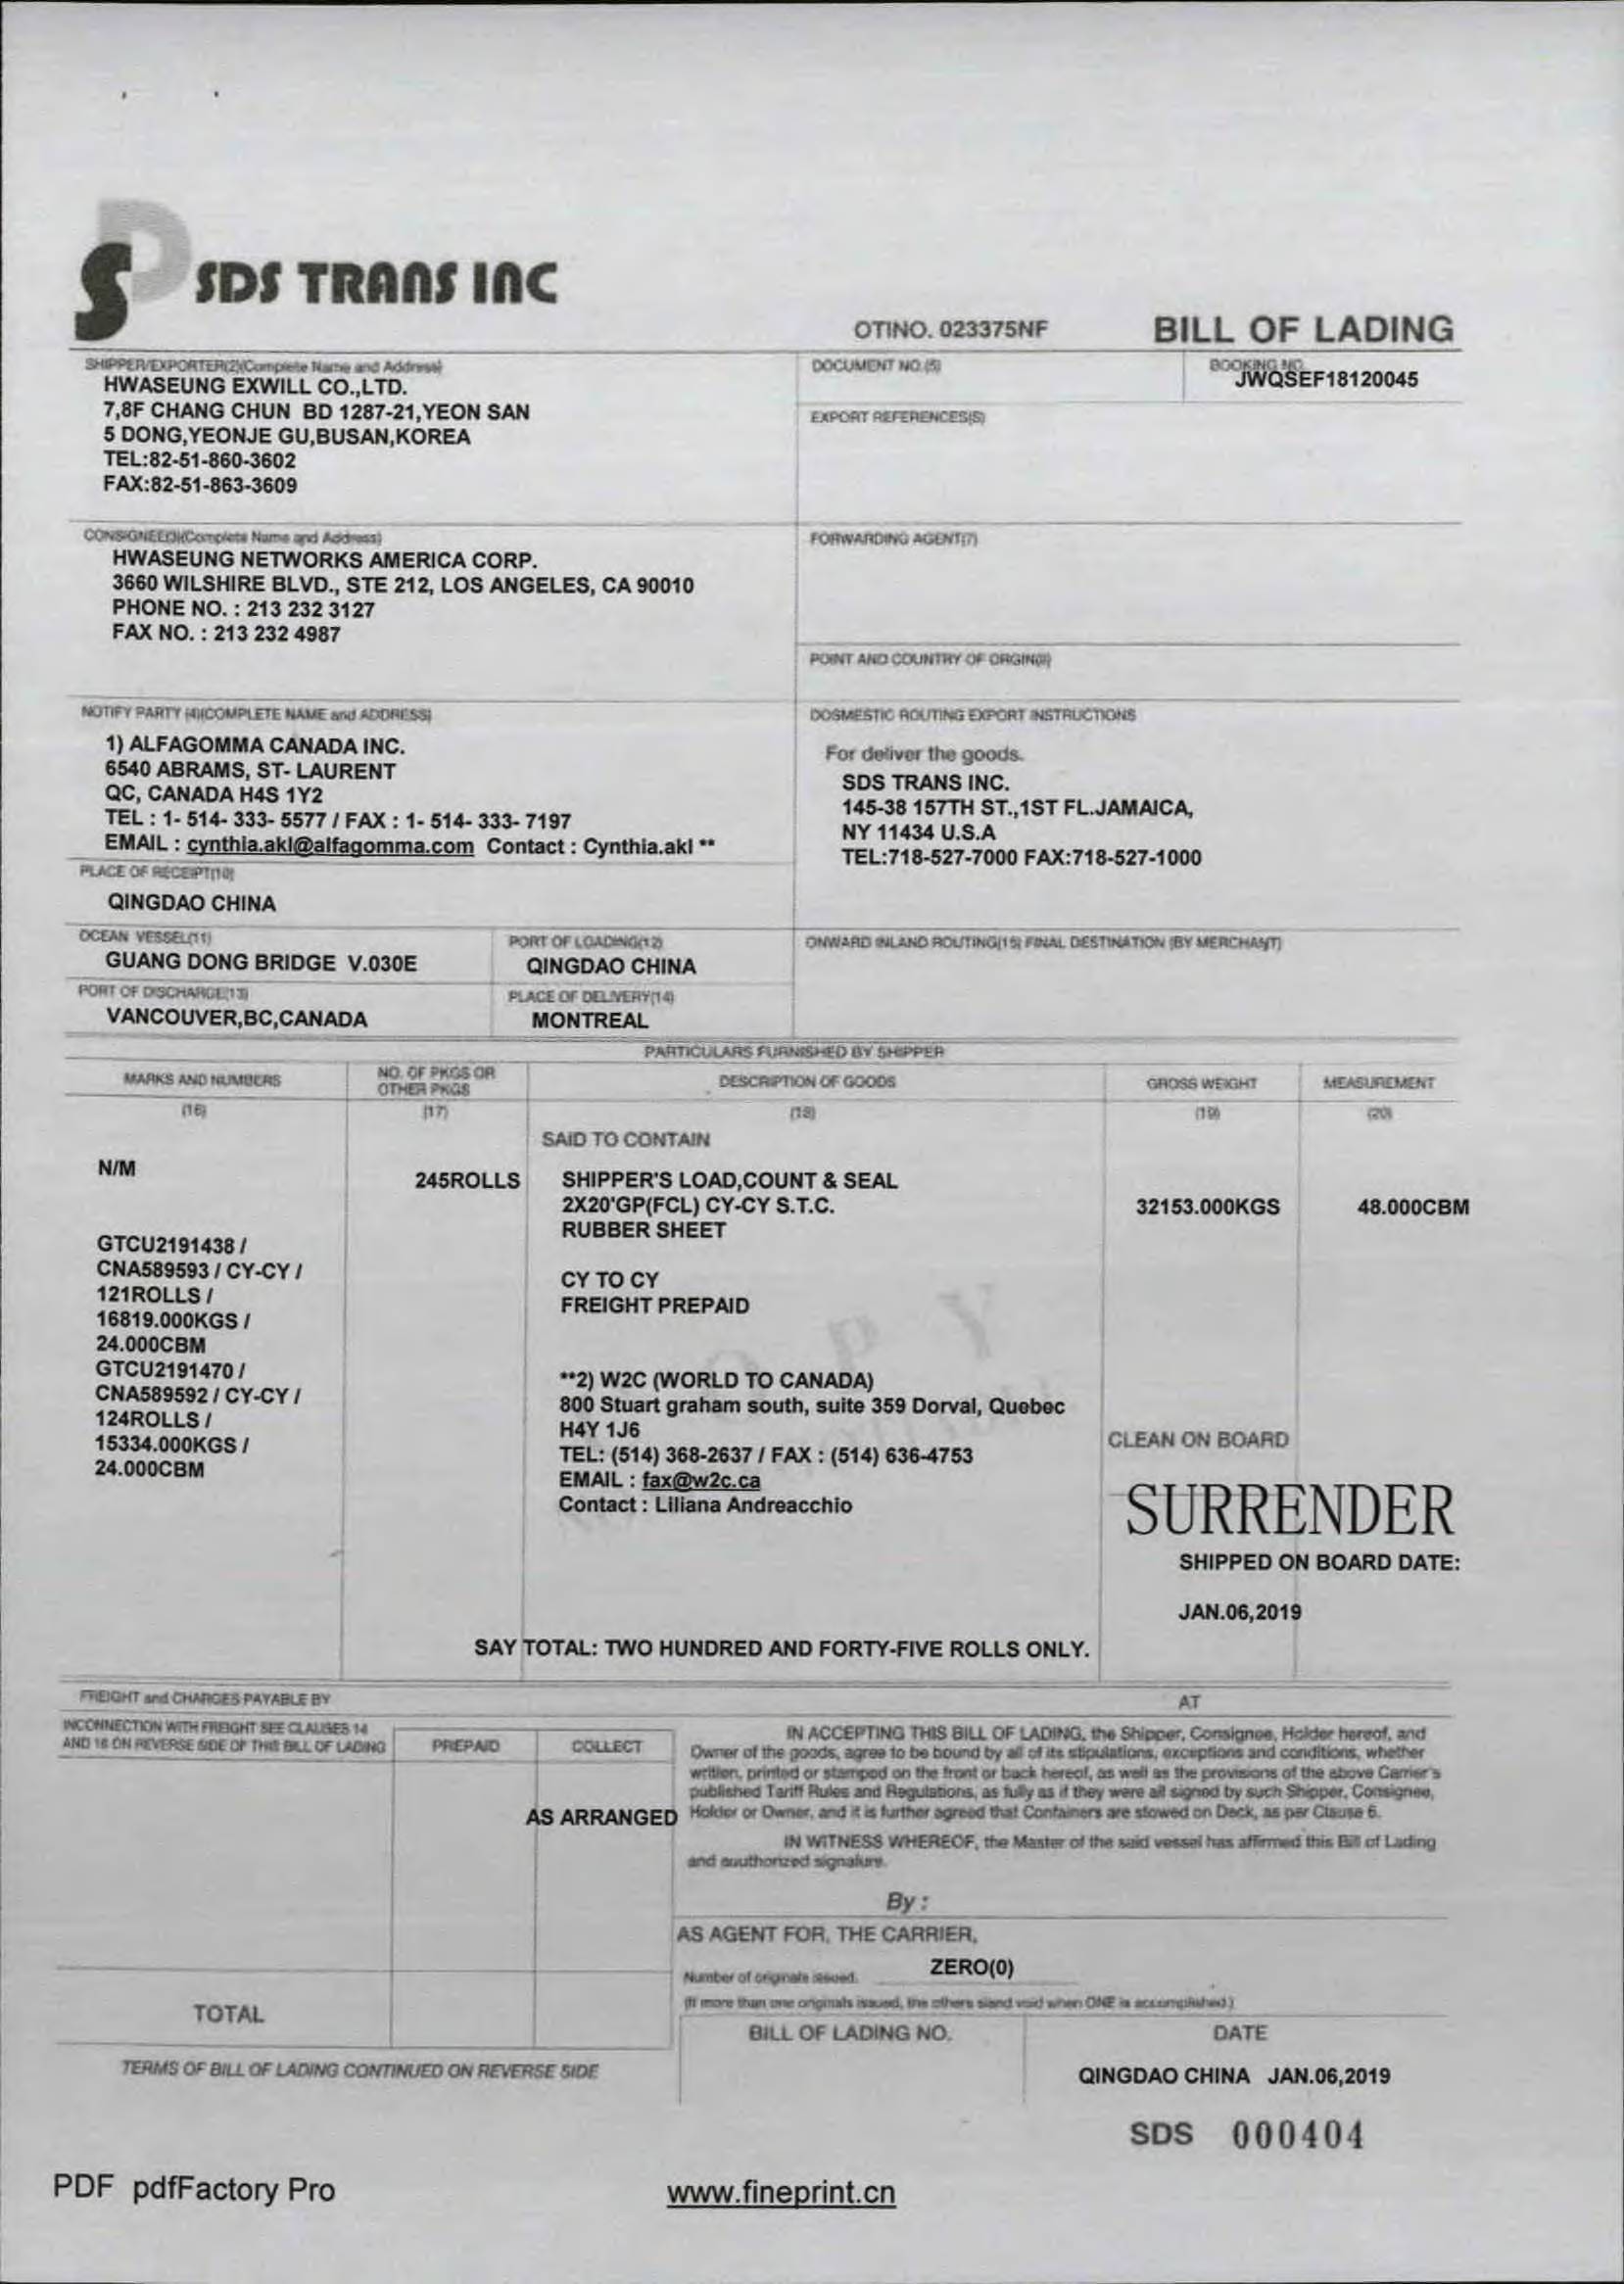 SDS TRANS INC
OTINO. 023375NF
BILL OF LADING
SHIPPER/EXPORTER(2)(Complete Name and Address)
HWASEUNG EXWILL CO.,LTD.
7,8F CHANG CHUN BD 1287-21,YEON SAN
5 DONG,YEONJE GU,BUSAN,KOREA
TEL:82-51-860-3602
FAX:82-51-863-3609
DOCUMENT NO.(5)
BOOKING NO.
JWQSEF18120045
EXPORT REFERENCES(S)
CONSIGNEE(3)(Complete Name and Address)
HWASEUNG NETWORKS AMERICA CORP.
3660 WILSHIRE BLVD., STE 212, LOS ANGELES, CA 90010
PHONE NO. : 213 232 3127
FAX NO. : 213 232 4987
FORWARDING AGENT(7)
POINT AND COUNTRY OF ORGIN(8)
NOTIFY PARTY (4)(COMPLETE NAME and ADDRESS)
1) ALFAGOMMA CANADA INC.
6540 ABRAMS, ST- LAURENT
QC, CANADA H4S 1Y2
TEL : 1- 514- 333- 5577 / FAX : 1- 514- 333- 7197
EMAIL : cynthia.akl@alfagomma.com Contact : Cynthia.akl **
DOSMESTIC ROUTING EXPORT INSTRUCTIONS
For deliver the goods.
SDS TRANS INC.
145-38 157TH ST.,1ST FL.JAMAICA,
NY 11434 U.S.A
TEL:718-527-7000 FAX:718-527-1000
PLACE OF RECEIPT(10)
QINGDAO CHINA
OCEAN VESSEL(11)
GUANG DONG BRIDGE V.030E
PORT OF LOADING(12)
QINGDAO CHINA
ONWARD INLAND ROUTING(15) FINAL DESTINATION (BY MERCHANT)
PORT OF DISCHARGE(13)
VANCOUVER,BC,CANADA
PLACE OF DELIVERY(14)
MONTREAL
PARTICULARS FURNISHED BY SHIPPER
MARKS AND NUMBERS
NO. OF PKGS OR
OTHER PKGS
DESCRIPTION OF GOODS
GROSS WEIGHT
MEASUREMENT
(16)
(17)
(18)
(19)
(20)
SAID TO CONTAIN
N/M
245ROLLS
SHIPPER'S LOAD,COUNT & SEAL
2X20'GP(FCL) CY-CY S.T.C.
RUBBER SHEET
32153.000KGS
48.000CBM
GTCU2191438 /
CNA589593 / CY-CY /
121ROLLS /
16819.000KGS /
24.000CBM
GTCU2191470 /
CNA589592 / CY-CY /
124ROLLS /
15334.000KGS /
24.000CBM
CY TO CY
FREIGHT PREPAID
COPY
**2) W2C (WORLD TO CANADA)
800 Stuart graham south, suite 359 Dorval, Quebec
H4Y 1J6
TEL: (514) 368-2637 / FAX : (514) 636-4753
EMAIL : fax@w2c.ca
Contact : Liliana Andreacchio
CLEAN ON BOARD
SURRENDER
SHIPPED ON BOARD DATE:
JAN.06,2019
SAY TOTAL: TWO HUNDRED AND FORTY-FIVE ROLLS ONLY.
FREIGHT and CHARGES PAYABLE BY
AT
INCONNECTION WITH FREIGHT SEE CLAUSES 14
AND 16 ON REVERSE SIDE OF THIS BILL OF LADING
PREPAID
COLLECT
AS ARRANGED
IN ACCEPTING THIS BILL OF LADING, the Shipper, Consignee, Holder hereof, and
Owner of the goods, agree to be bound by all of its stipulations, exceptions and conditions, whether
written, printed or stamped on the front or back hereof, as well as the provisions of the above Carrier's
published Tariff Rules and Regulations, as fully as if they were all signed by such Shipper, Consignee,
Holder or Owner, and it is further agreed that Containers are stowed on Deck, as per Clause 6.
IN WITNESS WHEREOF, the Master of the said vessel has affirmed this Bill of Lading
and auuthorized signature.
By :
AS AGENT FOR, THE CARRIER,
Number of originals issued.
ZERO(0)
(If more than one originals issued, the others stand void when ONE is accomplished.)
TOTAL
BILL OF LADING NO.
DATE
TERMS OF BILL OF LADING CONTINUED ON REVERSE SIDE
QINGDAO CHINA JAN.06,2019
SDS 000404
PDF pdfFactory Pro
www.fineprint.cn